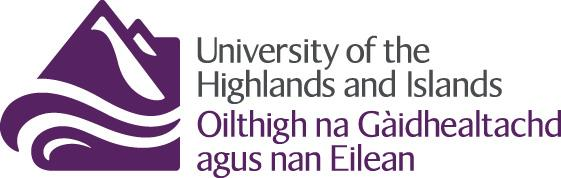 University of the
Highlands and Islands
Oilthigh na Gàidhealtachd
agus nan Eilean